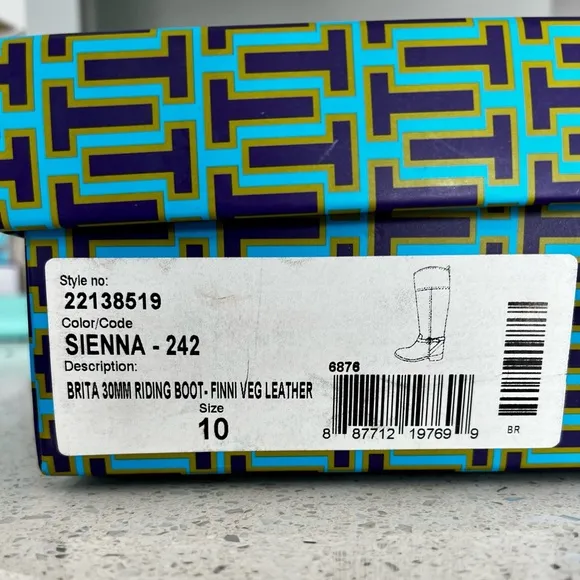 Style no:
22138519
Color/Code
SIENNA - 242
Description:
BRITA 30MM RIDING BOOT- FINNI VEG LEATHER
Size
10
6876
8 87712 19769 9
BR